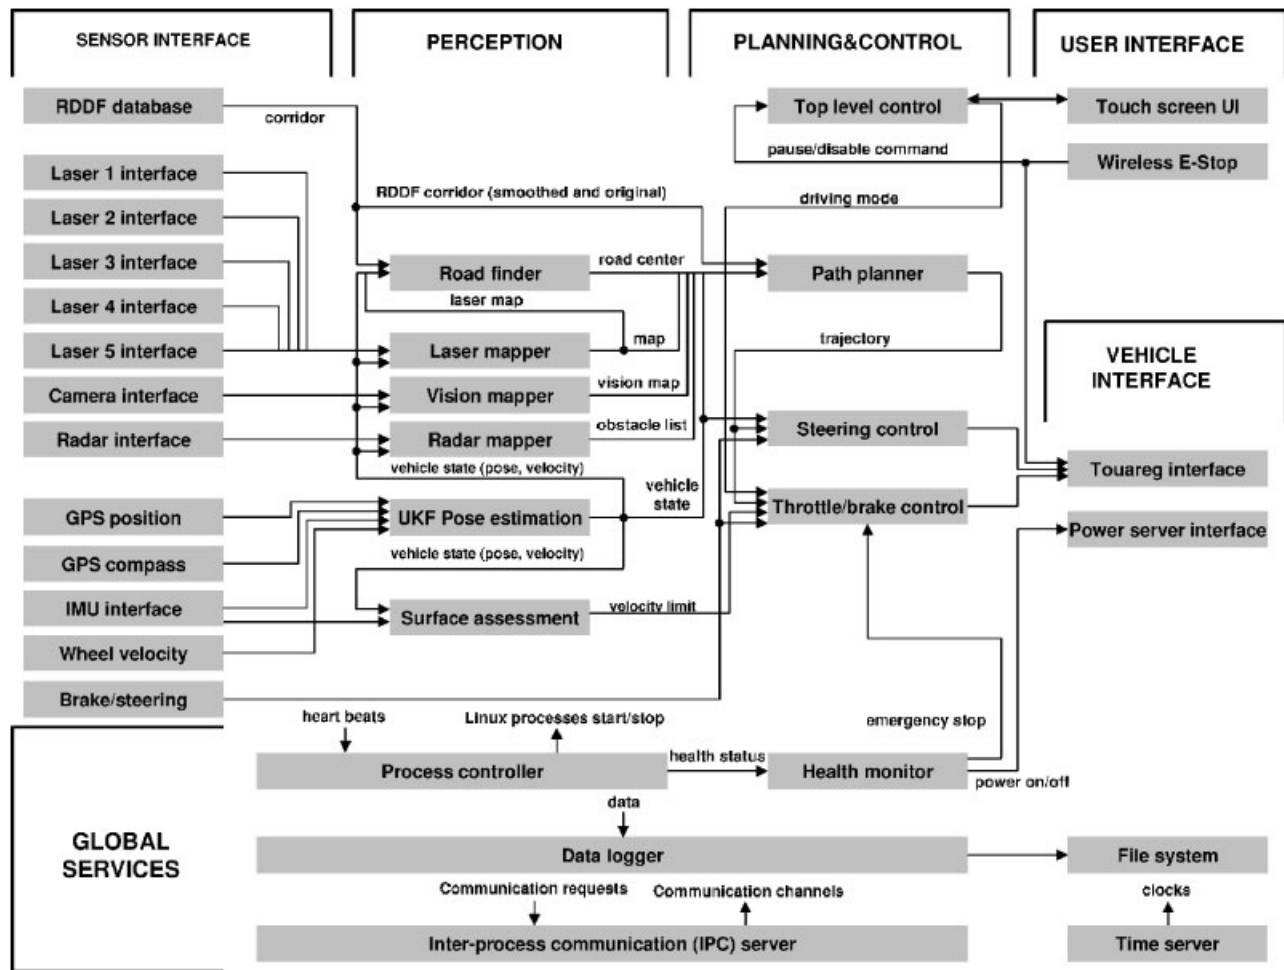 SENSOR INTERFACE
PERCEPTION
PLANNING&CONTROL
USER INTERFACE
RDDF database
corridor
Top level control
Touch screen UI
pause/disable command
Wireless E-Stop
Laser 1 interface
RDDF corridor (smoothed and original)
driving mode
Laser 2 interface
Laser 3 interface
Road finder
road center
Path planner
Laser 4 interface
laser map
Laser 5 interface
Laser mapper
map
trajectory
VEHICLE
INTERFACE
Camera interface
Vision mapper
vision map
Radar interface
Radar mapper
obstacle list
Steering control
vehicle state (pose, velocity)
vehicle
state
Touareg interface
GPS position
UKF Pose estimation
Throttle/brake control
Power server interface
GPS compass
vehicle state (pose, velocity)
IMU interface
Surface assessment
velocity limit
Wheel velocity
Brake/steering
heart beats
Linux processes start/stop
emergency stop
health status
Process controller
Health monitor
power on/off
data
GLOBAL
SERVICES
Data logger
File system
Communication requests
Communication channels
clocks
Inter-process communication (IPC) server
Time server